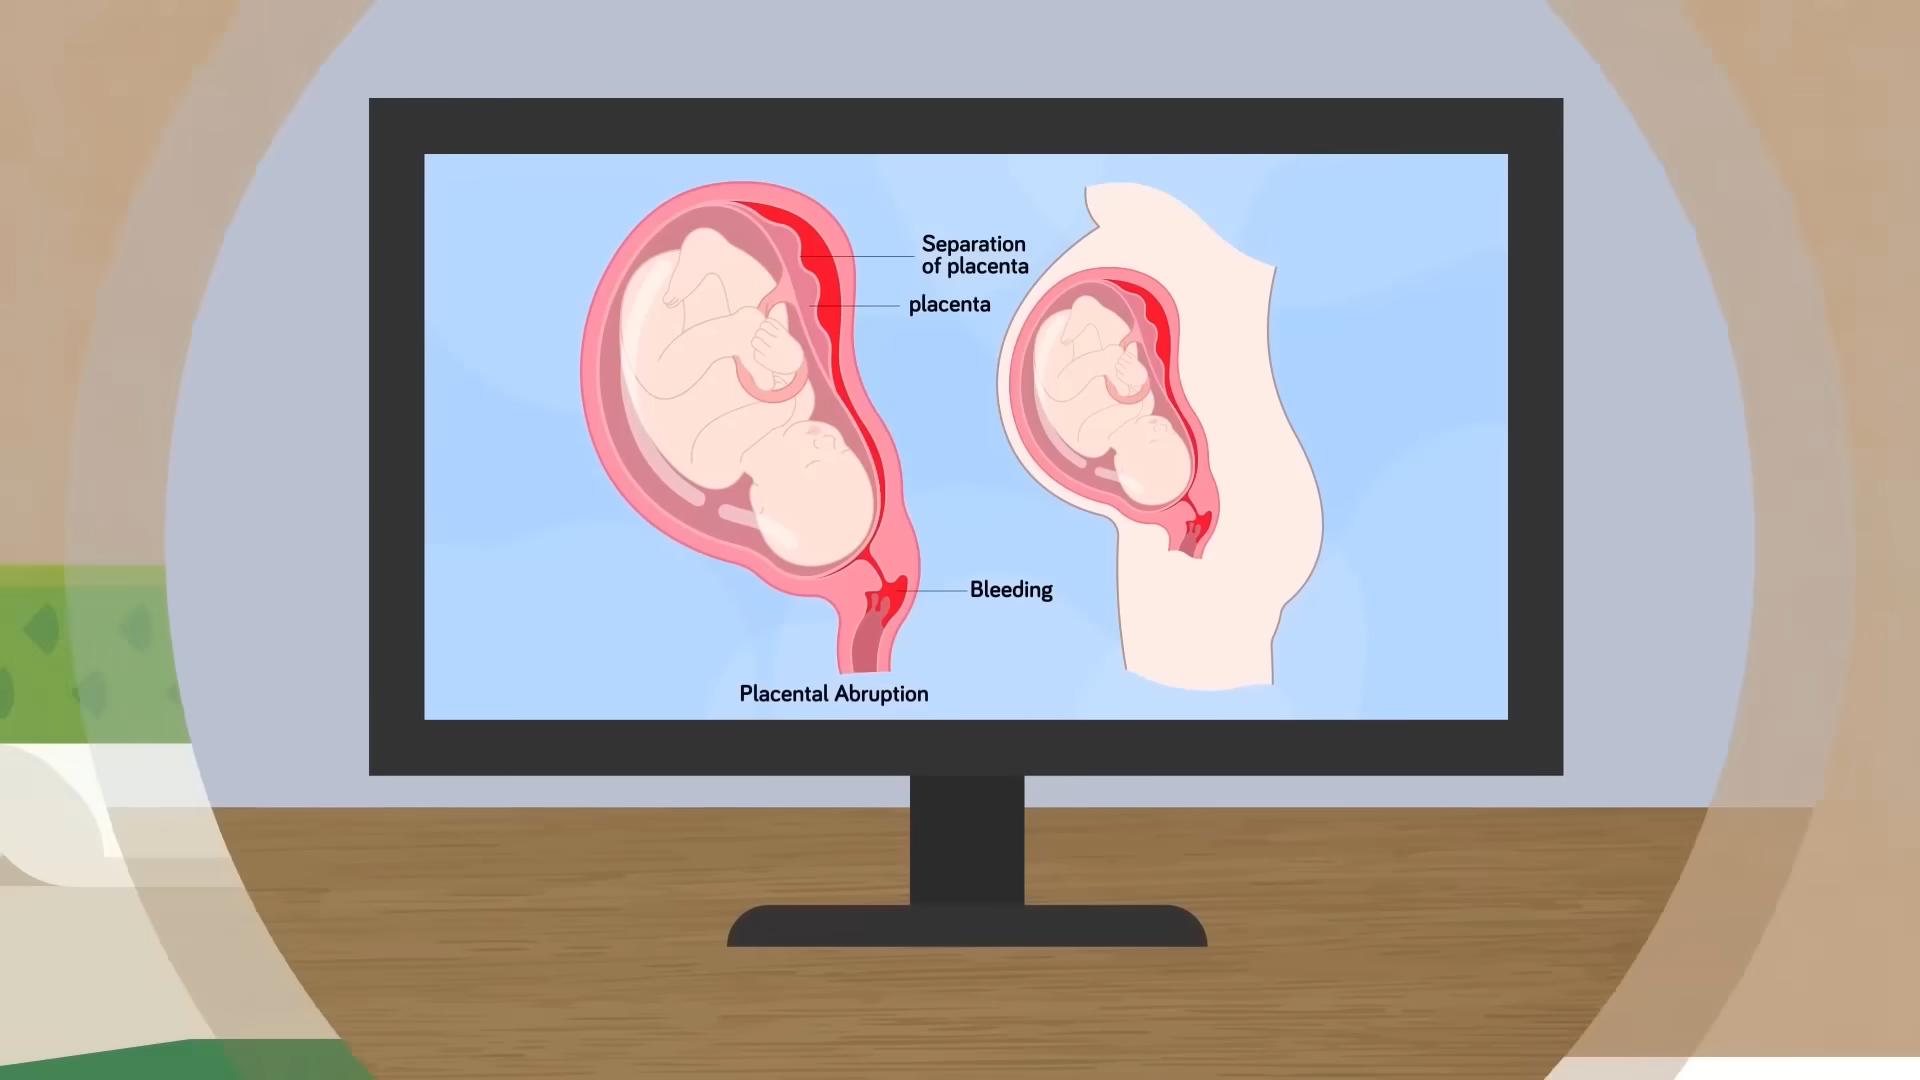 Separation
of placenta
placenta
Bleeding
Placental Abruption